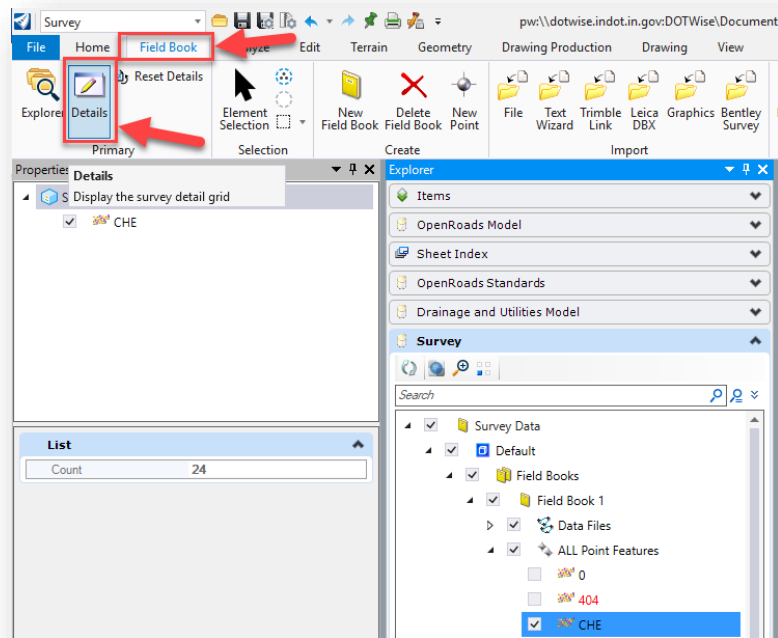 Survey
pw:\\dotwise.indot.in.gov:DOTWise\Document
File Home Field Book Edit Terrain Geometry Drawing Production Drawing View
Reset Details
Explorer Details Element Selection New Field Book Delete Field Book New Point File Text Wizard Trimble Link Leica DBX Graphics Bentley Survey
Primary Selection Create Import
Properties
Details
Display the survey detail grid
CHE
List
Count 24
Explorer
Items
OpenRoads Model
Sheet Index
OpenRoads Standards
Drainage and Utilities Model
Survey
Search
Survey Data
Default
Field Books
Field Book 1
Data Files
ALL Point Features
0
404
CHE